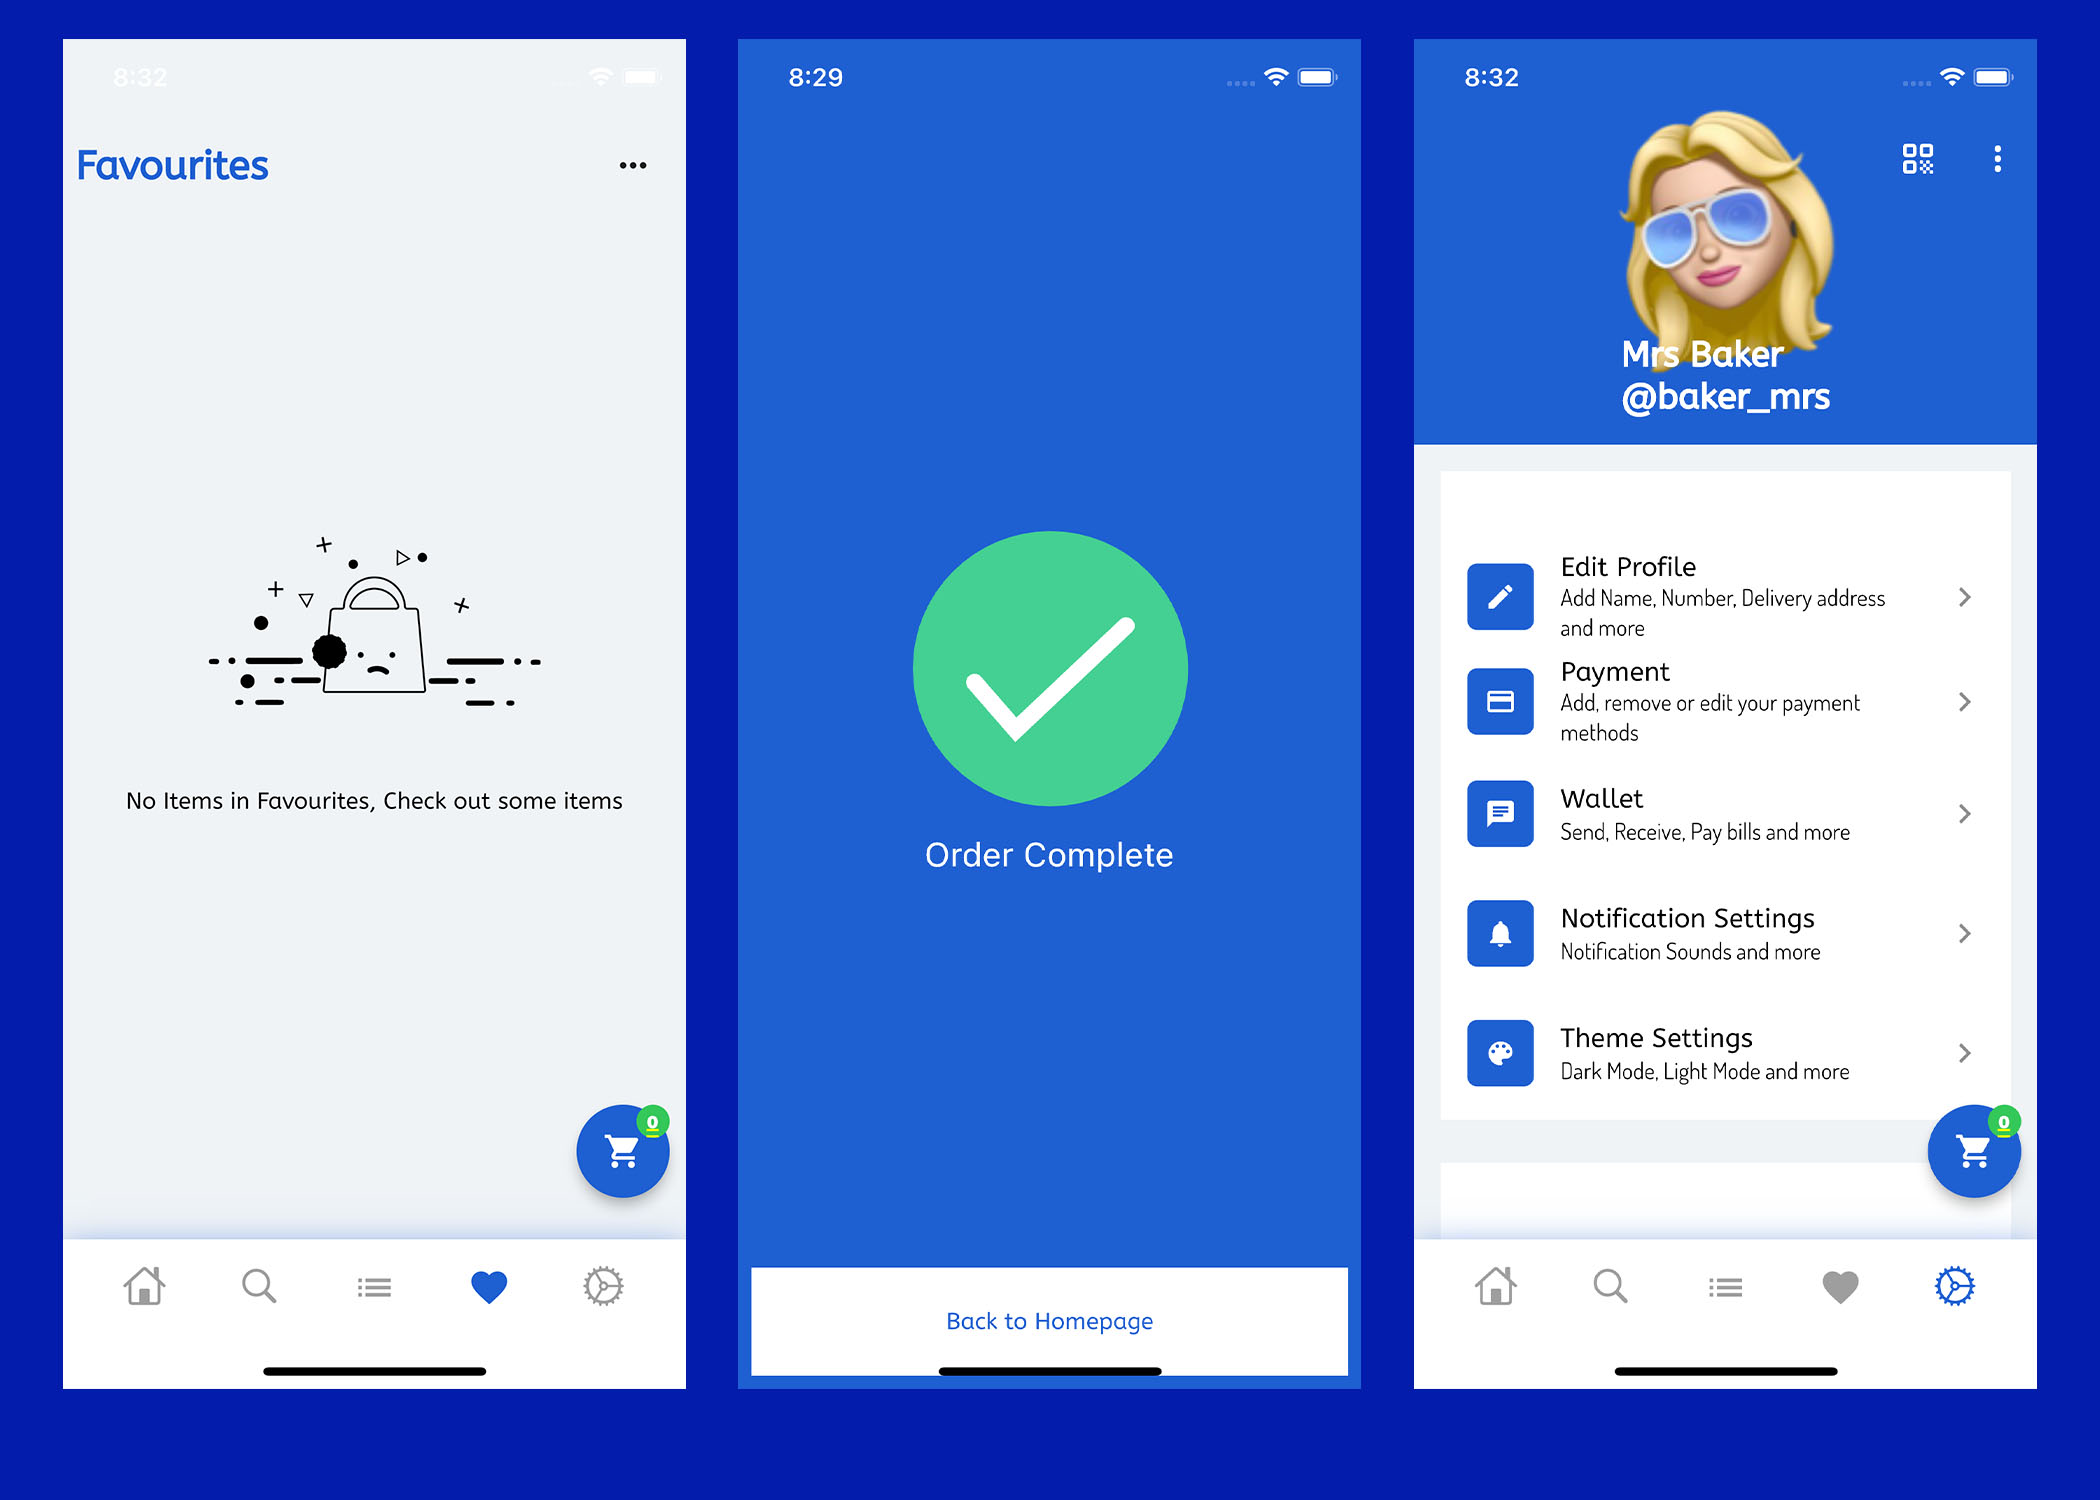 8:32
Favourites
No Items in Favourites, Check out some items
0
8:29
Order Complete
Back to Homepage
8:32
Mrs Baker
@baker_mrs
Edit Profile
Add Name, Number, Delivery address
and more
Payment
Add, remove or edit your payment
methods
Wallet
Send, Receive, Pay bills and more
Notification Settings
Notification Sounds and more
Theme Settings
Dark Mode, Light Mode and more
0